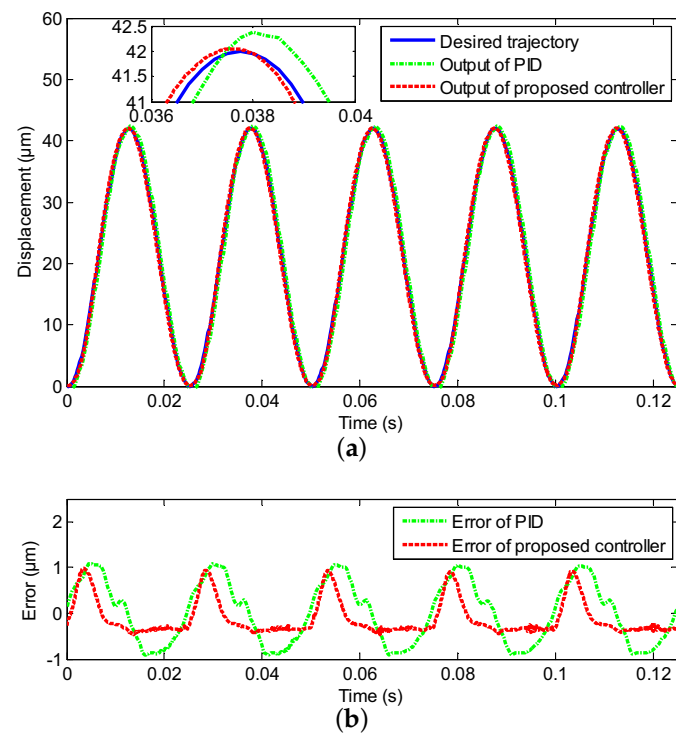 60
50
40
30
20
10
0
Displacement (μm)
42.5
42
41.5
41
0.036
0.038
0.04
Desired trajectory
Output of PID
Output of proposed controller
0
0.02
0.04
0.06
0.08
0.1
0.12
Time (s)
(a)
2
1
0
-1
Error (μm)
Error of PID
Error of proposed controller
0
0.02
0.04
0.06
0.08
0.1
0.12
Time (s)
(b)